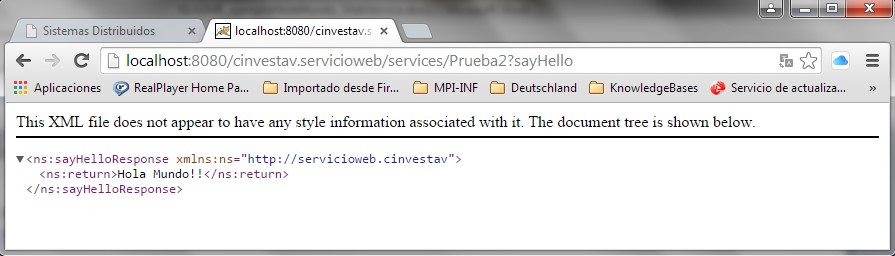 Sistemas Distribuidos
localhost:8080/cinvestav.s
localhost:8080/cinvestav.servicioweb/services/Prueba2?sayHello
Aplicaciones RealPlayer Home Pa... Importado desde Fir... MPI-INF Deutschland KnowledgeBases Servicio de actualiza... »
This XML file does not appear to have any style information associated with it. The document tree is shown below.
▼<ns:sayHelloResponse xmlns:ns="http://servicioweb.cinvestav">
<ns:return>Hola Mundo!!</ns:return>
</ns:sayHelloResponse>